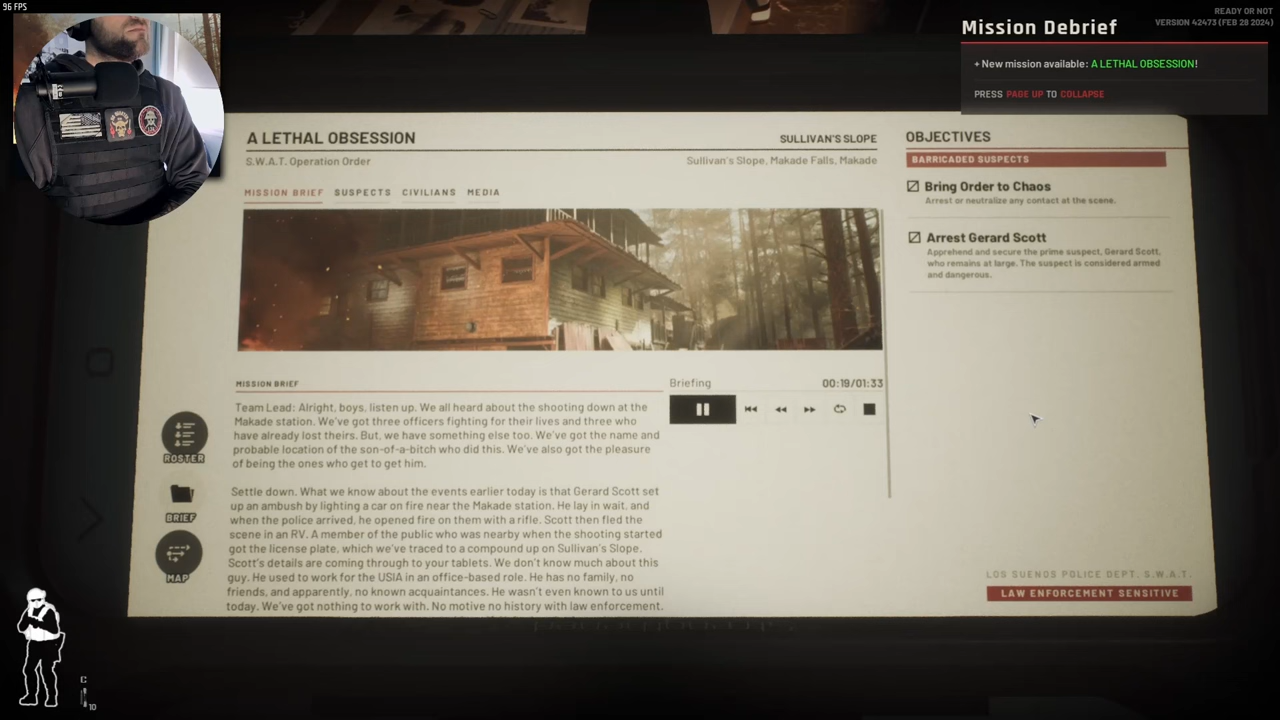 96 FPS
READY OR NOT
VERSION 42473 (FEB 28 2024)
Mission Debrief
+ New mission available: A LETHAL OBSESSION!
PRESS PAGE UP TO COLLAPSE
A LETHAL OBSESSION
SULLIVAN'S SLOPE
S.W.A.T. Operation Order
Sullivan's Slope, Makade Falls, Makade
MISSION BRIEF SUSPECTS CIVILIANS MEDIA
OBJECTIVES
BARRICADED SUSPECTS
Bring Order to Chaos
Arrest or neutralize any contact at the scene.
Arrest Gerard Scott
Apprehend and secure the prime suspect, Gerard Scott,
who remains at large. The suspect is considered armed
and dangerous.
MISSION BRIEF
Briefing 00:19/01:33
Team Lead: Alright, boys, listen up. We all heard about the shooting down at the
Makade station. We've got three officers fighting for their lives and three who
have already lost theirs. But, we have something else too. We've got the name and
probable location of the son-of-a-bitch who did this. We've also got the pleasure
of being the ones who get to get him.
Settle down. What we know about the events earlier today is that Gerard Scott set
up an ambush by lighting a car on fire near the Makade station. He lay in wait, and
when the police arrived, he opened fire on them with a rifle. Scott then fled the
scene in an RV. A member of the public who was nearby when the shooting started
got the license plate, which we've traced to a compound up on Sullivan's Slope.
Scott's details are coming through to your tablets. We don't know much about this
guy. He used to work for the USIA in an office-based role. He has no family, no
friends, and apparently, no known acquaintances. He wasn't even known to us until
today. We've got nothing to work with. No motive no history with law enforcement.
ROSTER
BRIEF
MAP
LOS SUENOS POLICE DEPT. S.W.A.T.
LAW ENFORCEMENT SENSITIVE
C
10